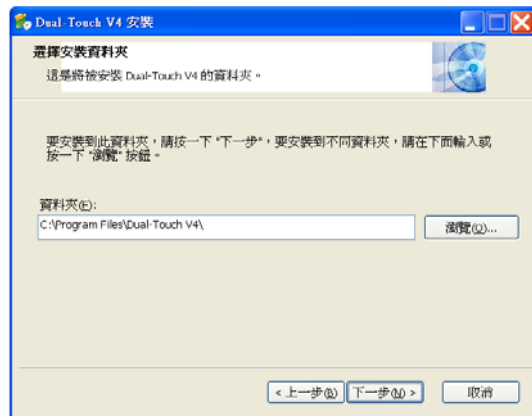 Dual-Touch V4 安裝
選擇安裝資料夾
這是將被安裝 Dual-Touch V4 的資料夾。
要安裝到此資料夾，請按一下 "下一步"，要安裝到不同資料夾，請在下面輸入或
按一下 "瀏覽" 按鈕。
資料夾(F):
C:\Program Files\Dual-Touch V4\
瀏覽(O)...
< 上一步(B) 下一步(N) > 取消